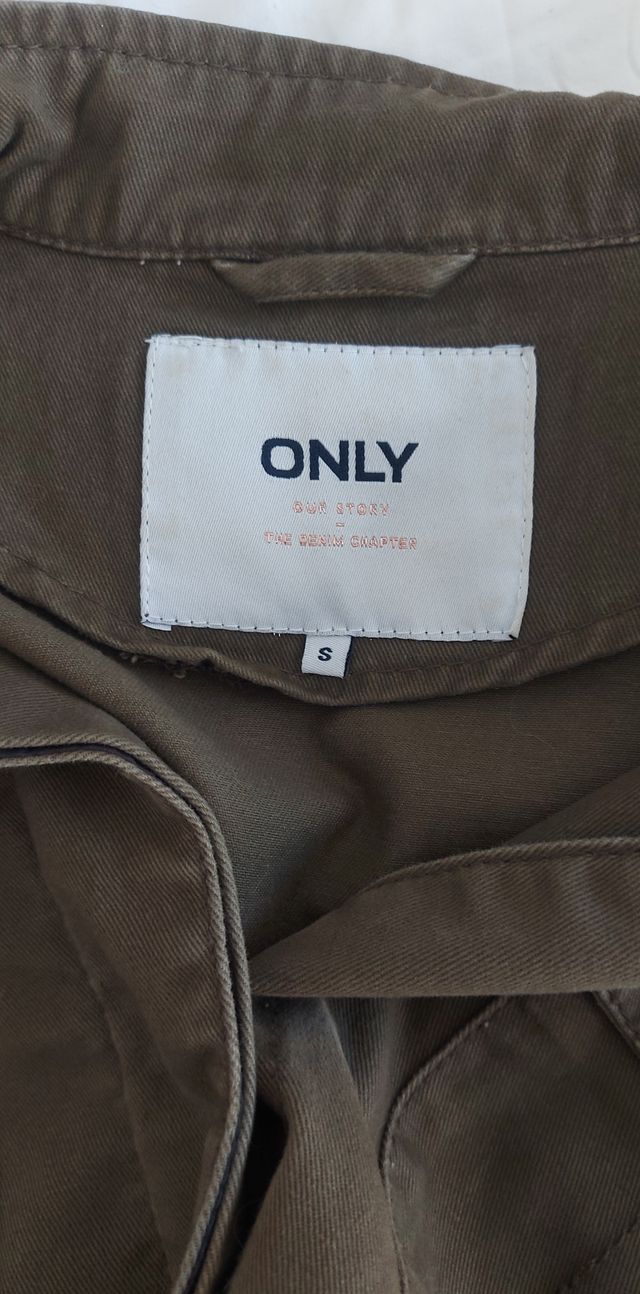 ONLY
OUR STORY
–
THE DENIM CHAPTER
S